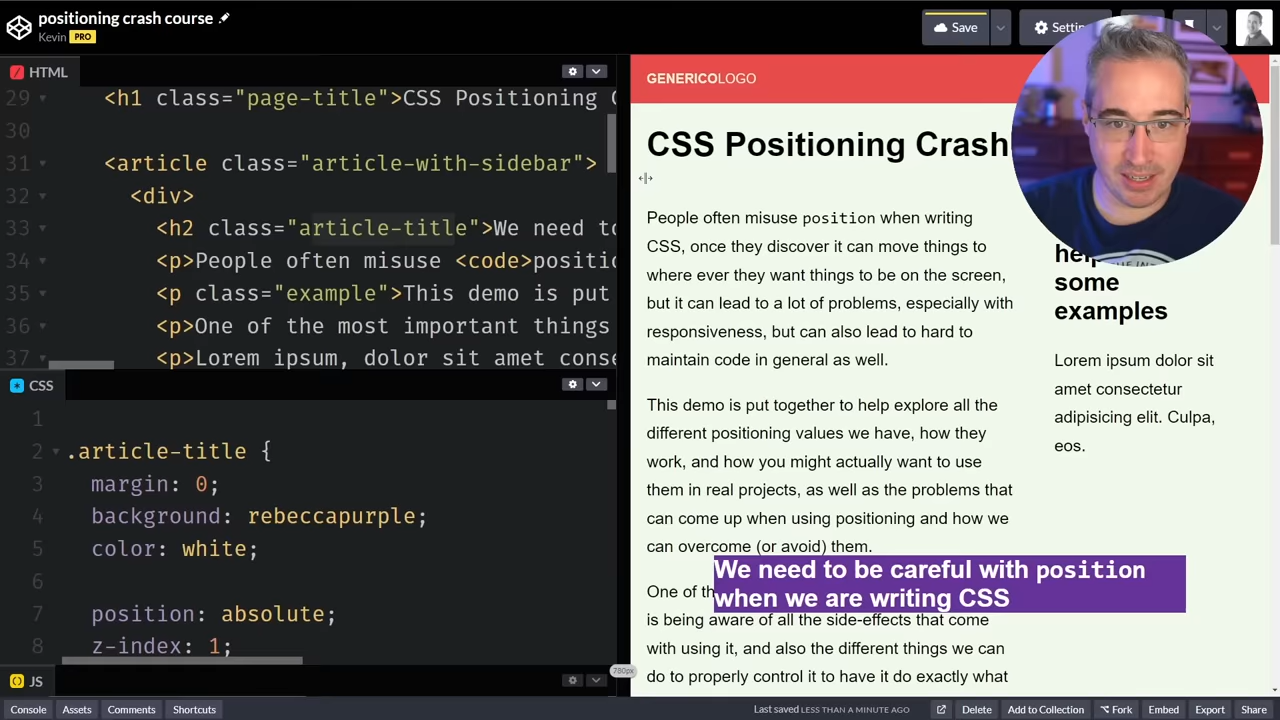 positioning crash course
Kevin PRO
Save
HTML
29 <h1 class="page-title">CSS Positioning
30
31 <article class="article-with-sidebar">
32 <div>
33 <h2 class="article-title">We need to
34 <p>People often misuse <code>positio
35 <p class="example">This demo is put
36 <p>One of the most important things
37 <p>Lorem ipsum, dolor sit amet conse
CSS
1
2 .article-title {
3 margin: 0;
4 background: rebeccapurple;
5 color: white;
6
7 position: absolute;
8 z-index: 1;
JS
GENERICOLOGO
CSS Positioning Crash
People often misuse position when writing
CSS, once they discover it can move things to
where ever they want things to be on the screen,
but it can lead to a lot of problems, especially with
responsiveness, but can also lead to hard to
maintain code in general as well.
This demo is put together to help explore all the
different positioning values we have, how they
work, and how you might actually want to use
them in real projects, as well as the problems that
can come up when using positioning and how we
can overcome (or avoid) them.
We need to be careful with position
when we are writing CSS
One of th
is being aware of all the side-effects that come
with using it, and also the different things we can
do to properly control it to have it do exactly what
some
examples
Lorem ipsum dolor sit
amet consectetur
adipisicing elit. Culpa,
eos.
780px
Console Assets Comments Shortcuts
Last saved LESS THAN A MINUTE AGO Delete Add to Collection Fork Embed Export Share